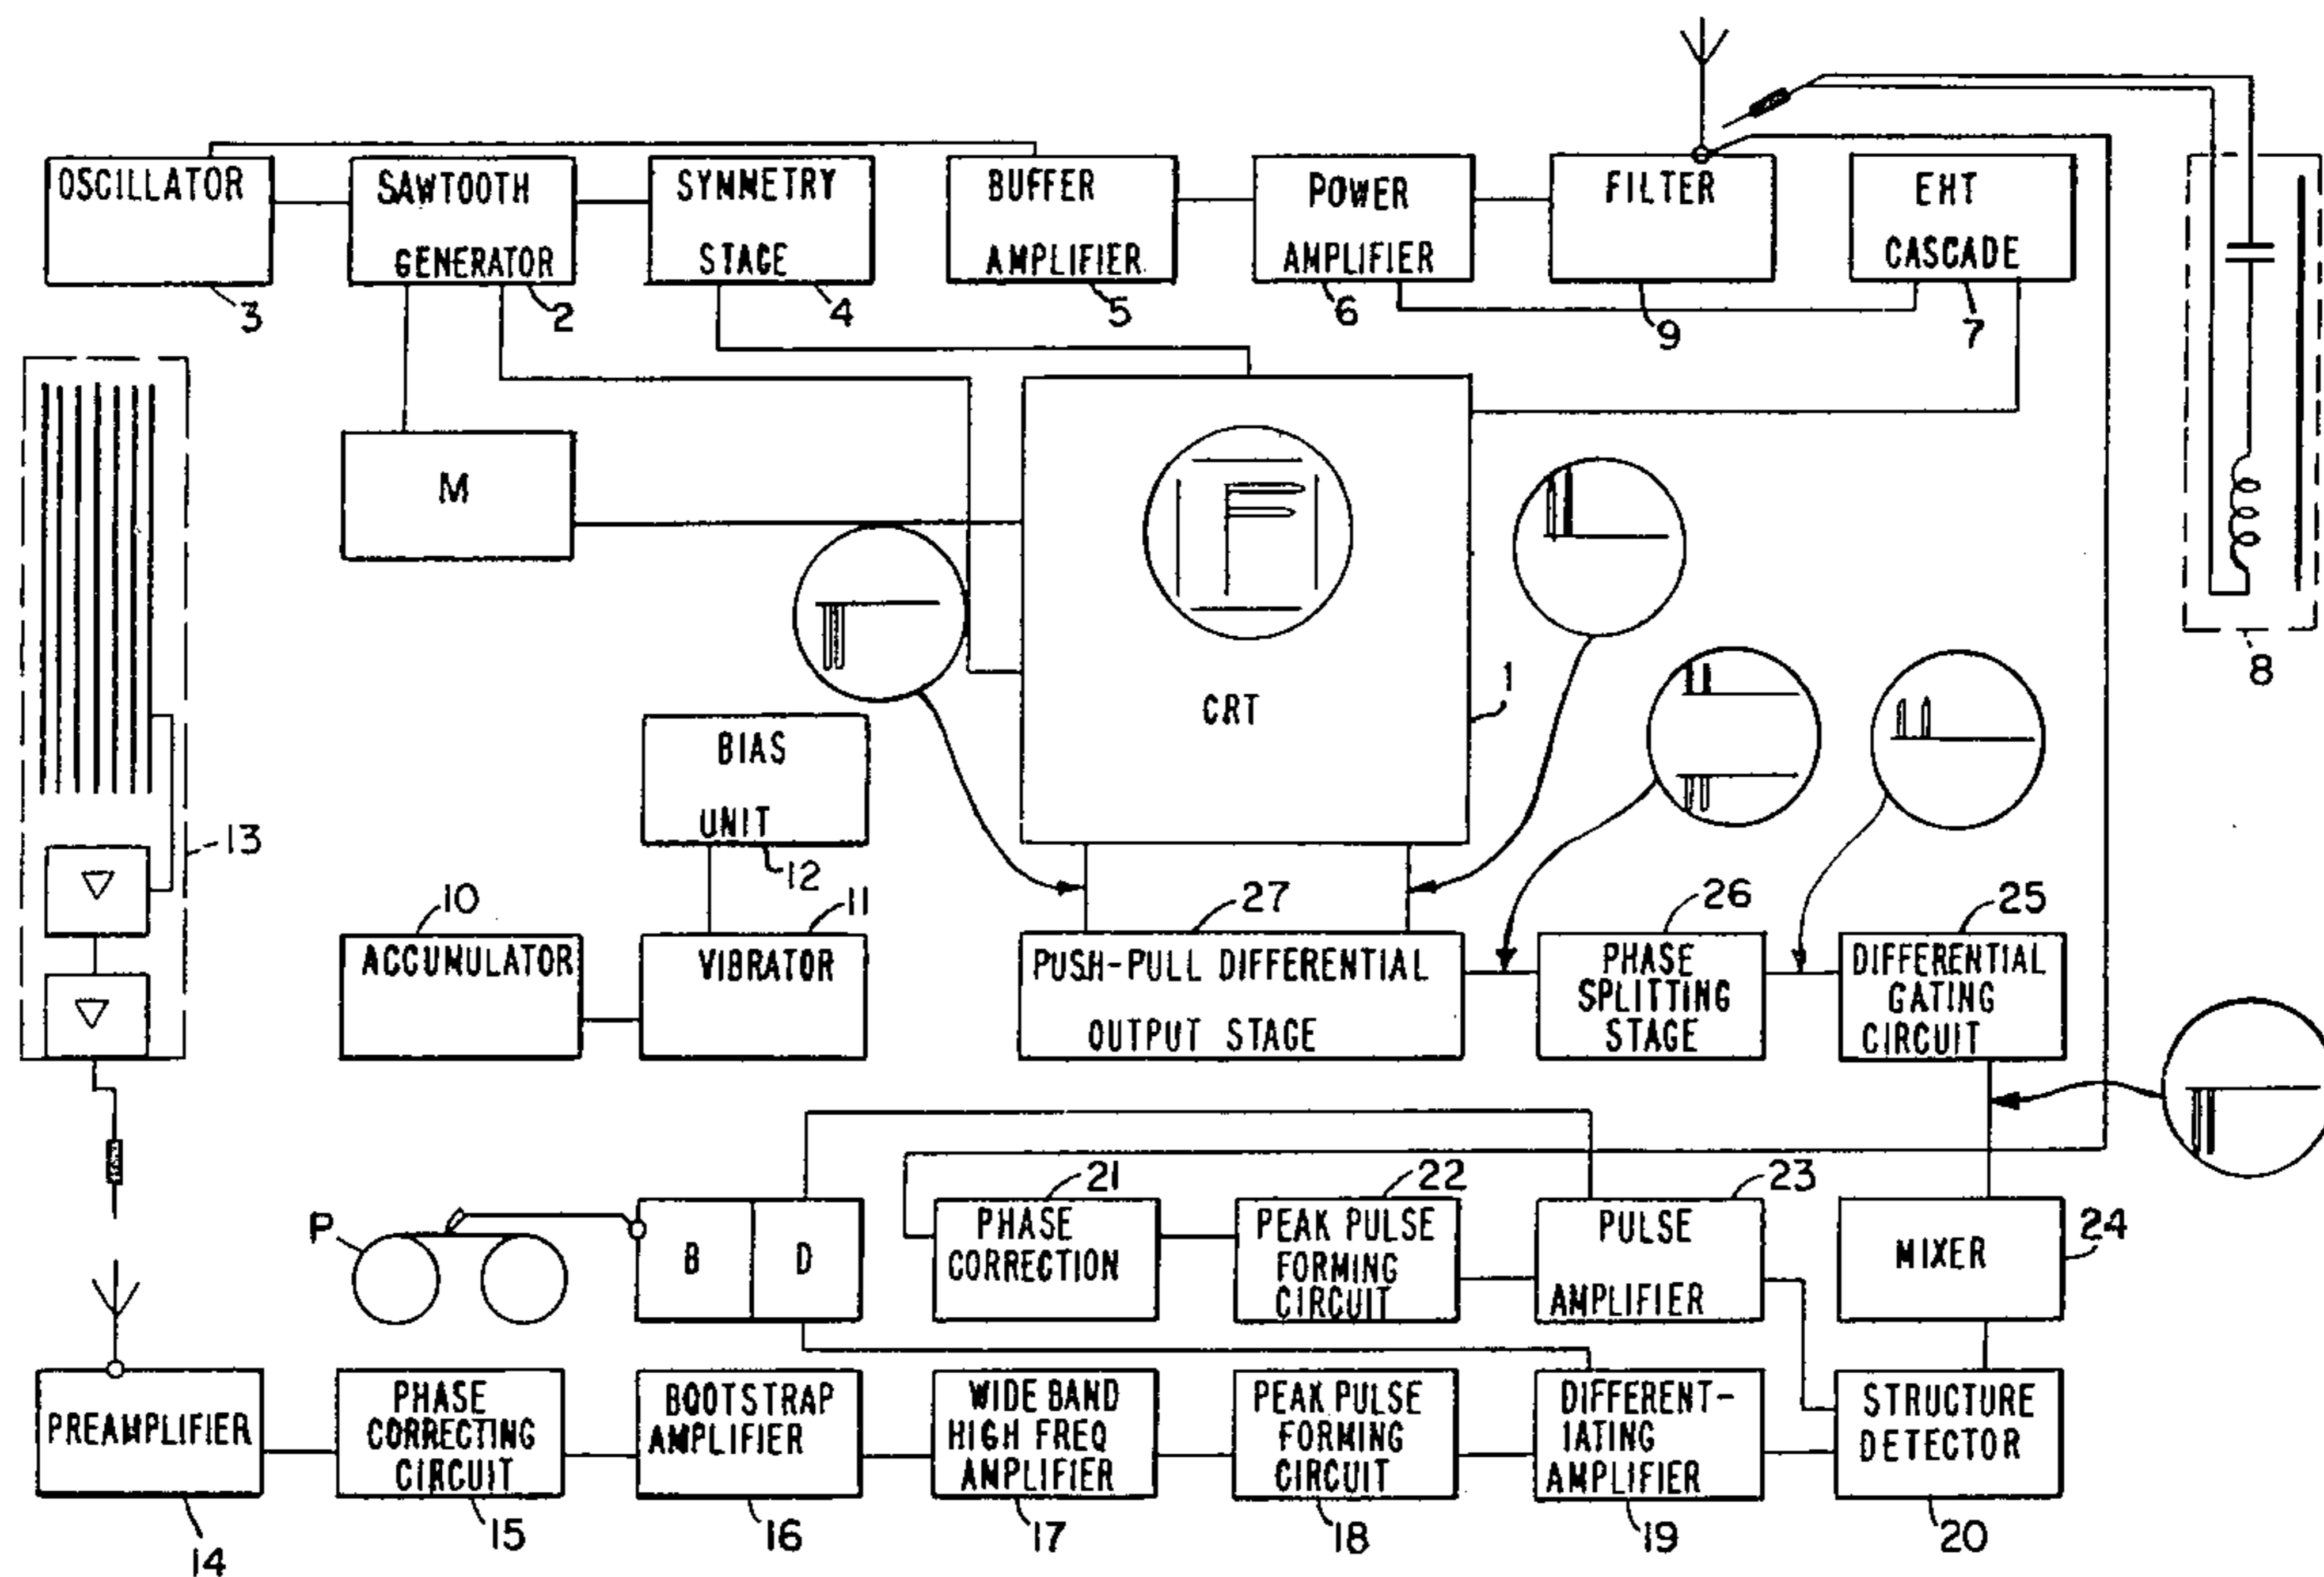 OSCILLATOR
3
SAWTOOTH
GENERATOR
2
SYMNETRY
STAGE
4
BUFFER
AMPLIFIER
5
POWER
AMPLIFIER
6
FILTER
9
EHT
CASCADE
7
8
13
M
CRT
1
BIAS
UNIT
12
10
ACCUMULATOR
11
VIBRATOR
27
PUSH-PULL DIFFERENTIAL
OUTPUT STAGE
26
PHASE
SPLITTING
STAGE
25
DIFFERENTIAL
GATING
CIRCUIT
P
B
D
21
PHASE
CORRECTION
22
PEAK PULSE
FORMING
CIRCUIT
23
PULSE
AMPLIFIER
24
MIXER
PREAMPLIFIER
14
PHASE
CORRECTING
CIRCUIT
15
BOOTSTRAP
AMPLIFIER
16
WIDE BAND
HIGH FREQ
AMPLIFIER
17
PEAK PULSE
FORMING
CIRCUIT
18
DIFFERENT-
IATING
AMPLIFIER
19
STRUCTURE
DETECTOR
20